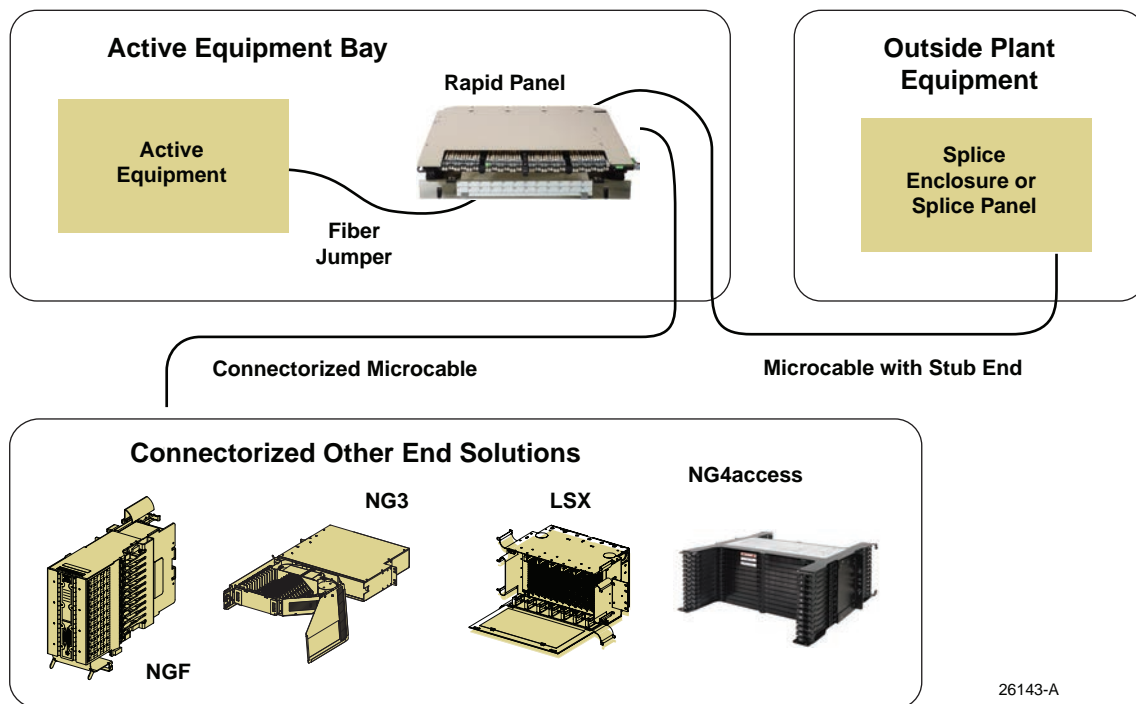 Active Equipment Bay
Rapid Panel
Active
Equipment
Fiber
Jumper
Outside Plant
Equipment
Splice
Enclosure or
Splice Panel
Connectorized Microcable
Microcable with Stub End
Connectorized Other End Solutions
NG4access
NG3
LSX
NGF
26143-A